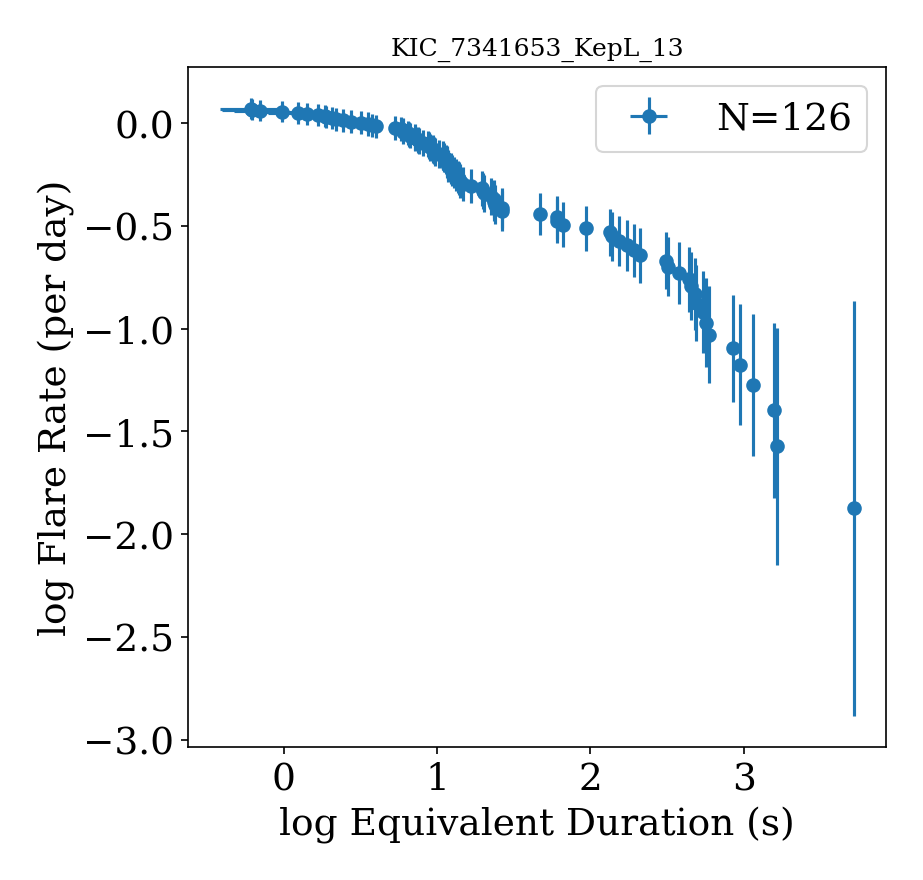 KIC_7341653_KepL_13
N=126
log Flare Rate (per day)
0.0
−0.5
−1.0
−1.5
−2.0
−2.5
−3.0
0 1 2 3
log Equivalent Duration (s)